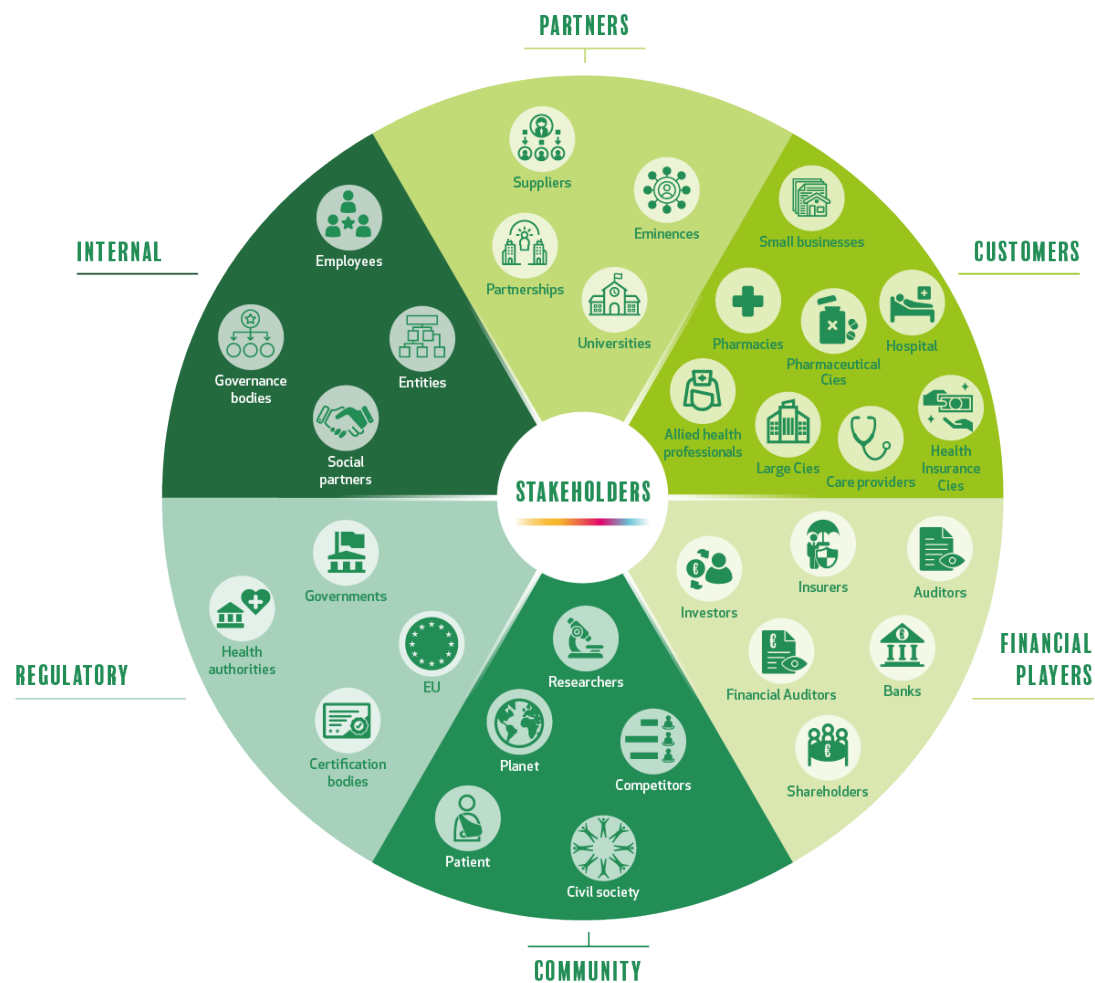 PARTNERS
Suppliers
Eminences
Partnerships
Universities
CUSTOMERS
Small businesses
Pharmacies
Pharmaceutical
Cies
Hospital
Allied health
professionals
Large Cies
Care providers
Health
Insurance
Cies
INTERNAL
Employees
Governance
bodies
Entities
Social
partners
STAKEHOLDERS
REGULATORY
Governments
Health
authorities
EU
Certification
bodies
COMMUNITY
Researchers
Planet
Competitors
Patient
Civil society
FINANCIAL
PLAYERS
Investors
Insurers
Auditors
Financial Auditors
Banks
Shareholders